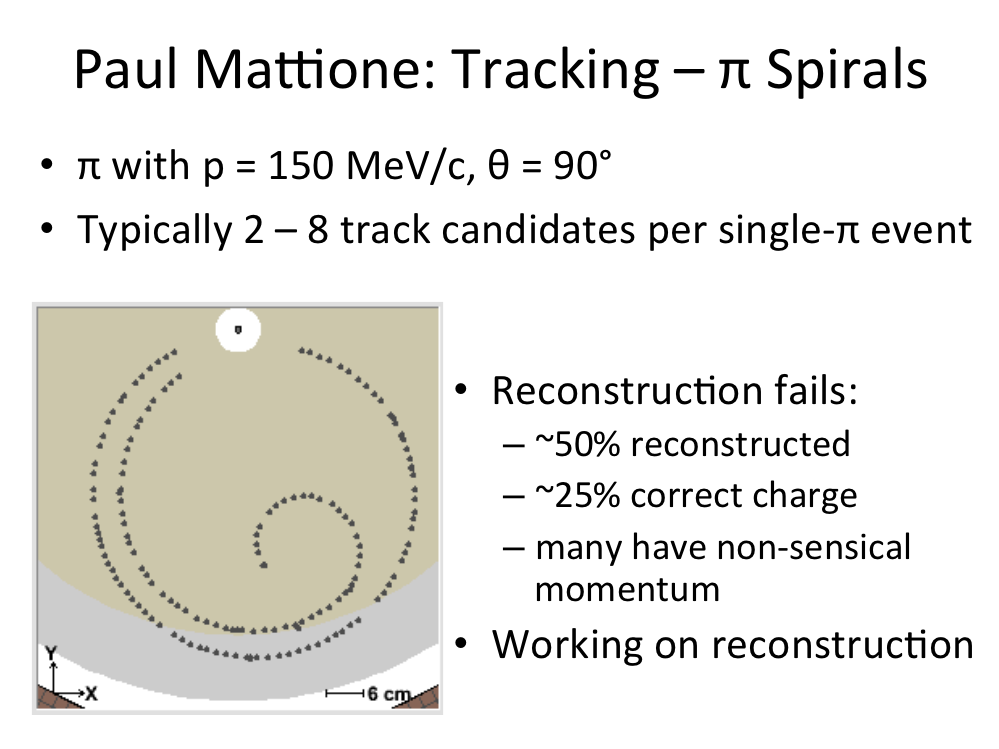 Paul Mattione: Tracking – π Spirals
• π with p = 150 MeV/c, θ = 90°
• Typically 2 – 8 track candidates per single-π event
• Reconstruction fails:
– ~50% reconstructed
– ~25% correct charge
– many have non-sensical
momentum
• Working on reconstruction
Y
X
6 cm